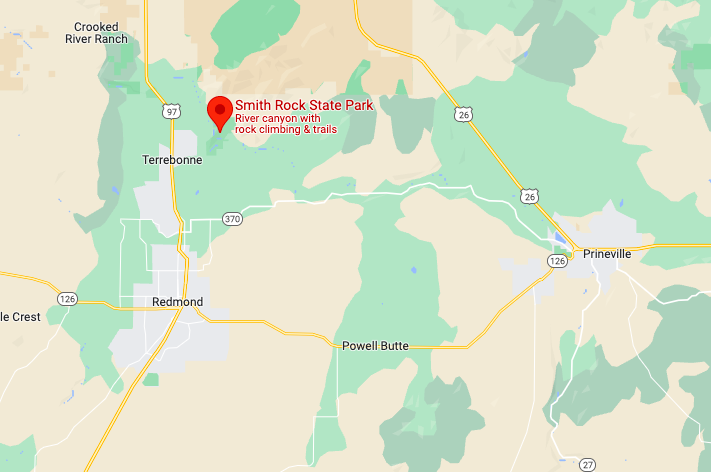 Crooked
River Ranch
97
Smith Rock State Park
River canyon with
rock climbing & trails
26
Terrebonne
26
370
Prineville
126
126
Redmond
le Crest
Powell Butte
27